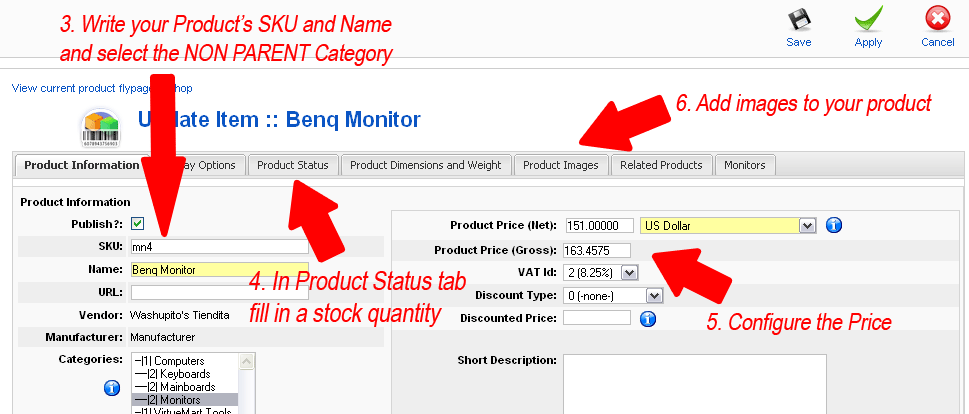 3. Write your Product's SKU and Name
and select the NON PARENT Category
Save
Apply
Cancel
View current product flypage
hop
6. Add images to your product
date Item :: Benq Monitor
Product Information
ay Options
Product Status
Product Dimensions and Weight
Product Images
Related Products
Monitors
Product Information
Publish?:
SKU: mn4
Name: Benq Monitor
URL:
Vendor: Washupito's Tiendita
Manufacturer: Manufacturer
Categories: –|1| Computers
––|2| Keyboards
––|2| Mainboards
––|2| Monitors
–|1| VirtueMart Tools
4. In Product Status tab
fill in a stock quantity
Product Price (Net): 151.00000 US Dollar
Product Price (Gross): 163.4575
VAT Id: 2 (8.25%)
Discount Type: 0 (-none-)
Discounted Price:
5. Configure the Price
Short Description: